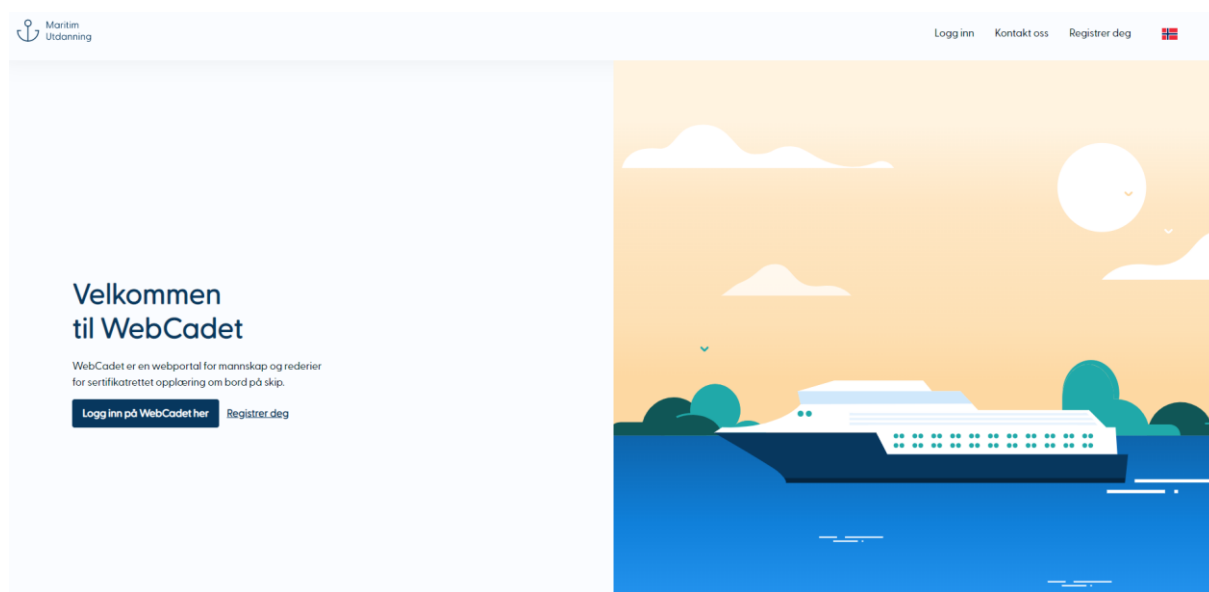 Maritim
Utdanning
Logg inn Kontakt oss Registrer deg
Velkommen
til WebCadet
WebCadet er en webportal for mannskap og rederier
for sertifikatrettet opplæring om bord på skip.
Logg inn på WebCadet her Registrer deg